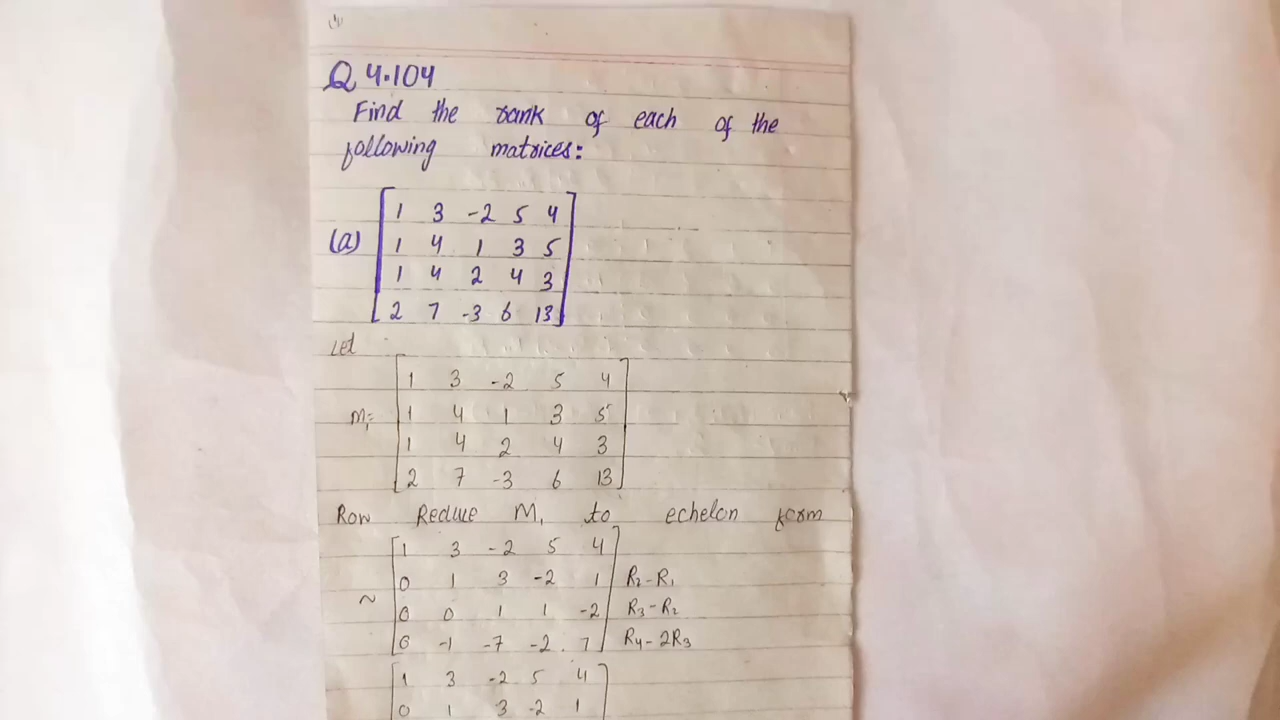 Q 4.104
Find the rank of each of the
following matrices:
(a) [1 3 -2 5 4
1 4 1 3 5
1 4 2 4 3
2 7 -3 6 13]
Let
M₁= [1 3 -2 5 4
1 4 1 3 5
1 4 2 4 3
2 7 -3 6 13]
Row Reduce M₁ to echelon form
~ [1 3 -2 5 4
0 1 3 -2 1 R₂-R₁
0 0 1 1 -2 R₃-R₂
0 -1 -7 -2 7] R₄-2R₃
[1 3 -2 5 4
0 1 3 -2 1